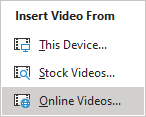 Insert Video From
This Device...
Stock Videos...
Online Videos...